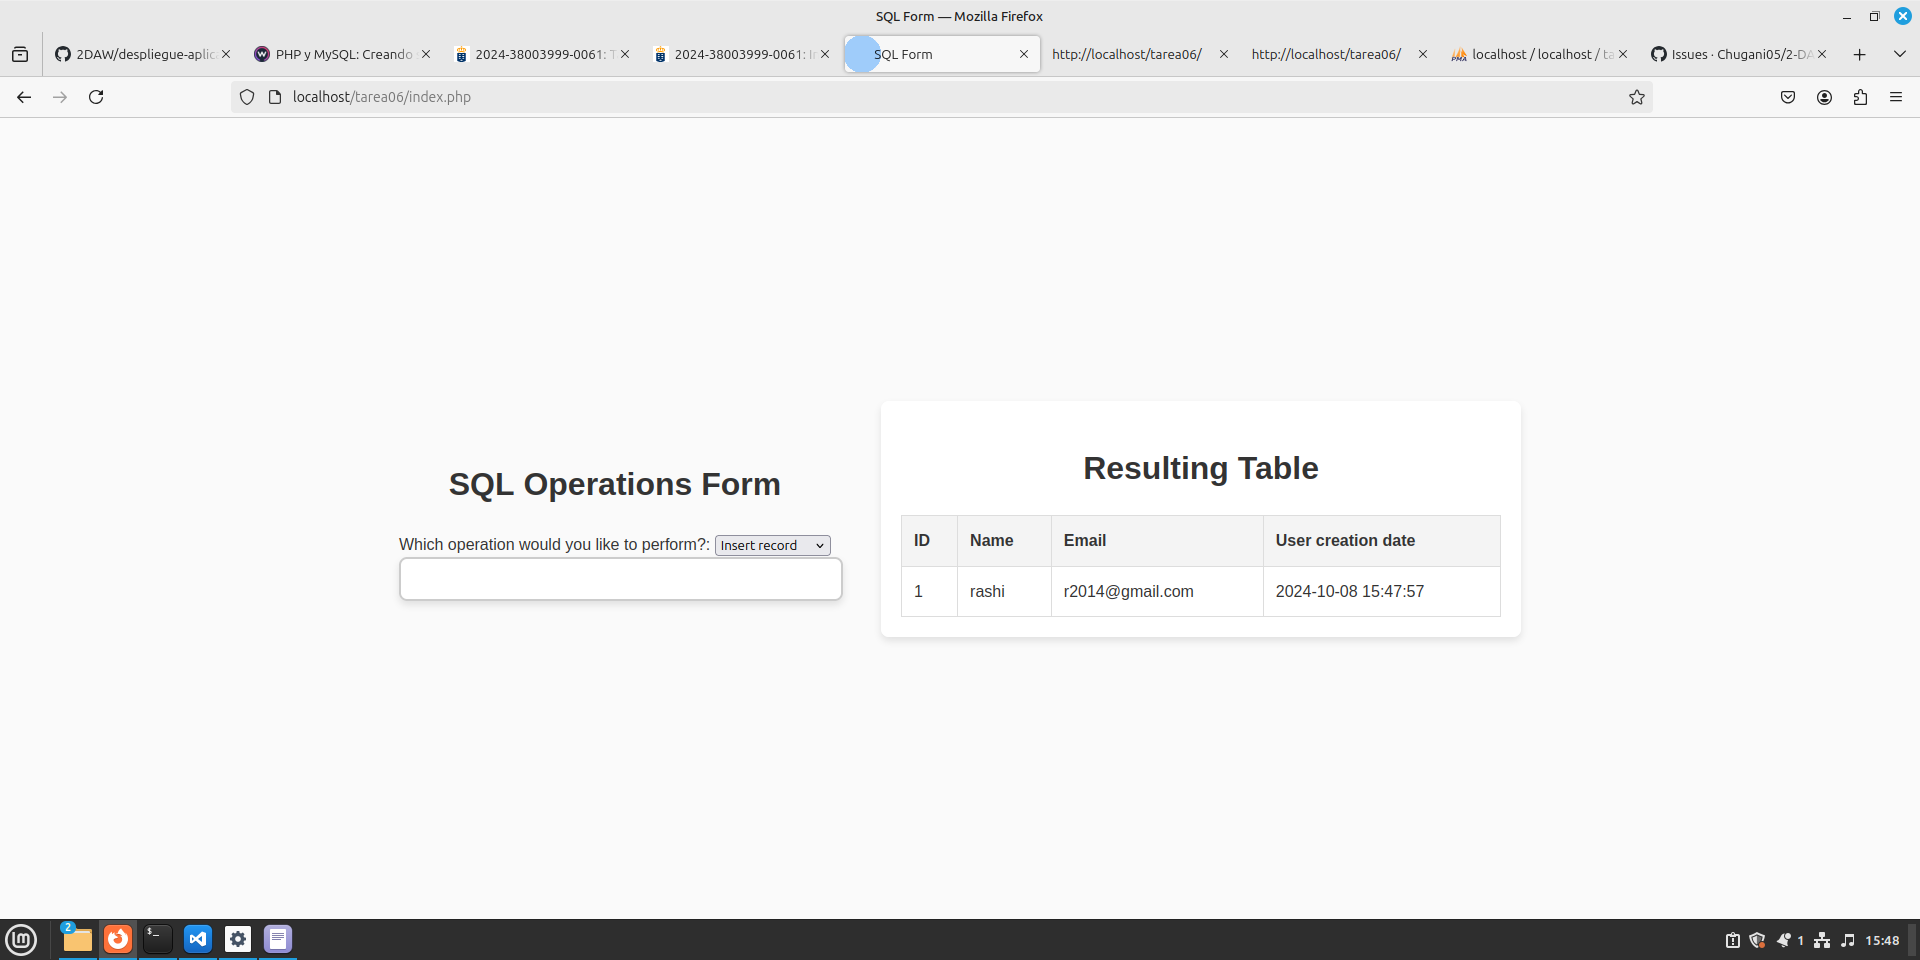 SQL Form — Mozilla Firefox
2DAW/despliegue-aplic
PHP y MySQL: Creando
2024-38003999-0061: T
2024-38003999-0061: I
SQL Form
http://localhost/tarea06/
http://localhost/tarea06/
localhost / localhost / ta
Issues · Chugani05/2-DA
localhost/tarea06/index.php
SQL Operations Form
Which operation would you like to perform?: Insert record
Resulting Table
ID Name Email User creation date
1 rashi r2014@gmail.com 2024-10-08 15:47:57
2
1
15:48